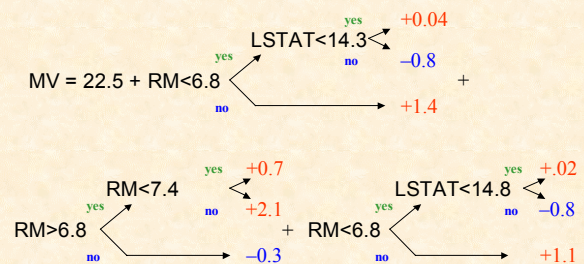 yes +0.04
LSTAT<14.3
yes no –0.8
MV = 22.5 + RM<6.8 +
no +1.4
yes +0.7 yes +.02
RM<7.4 LSTAT<14.8
yes no +2.1 yes no –0.8
RM>6.8 + RM<6.8
no –0.3 no +1.1